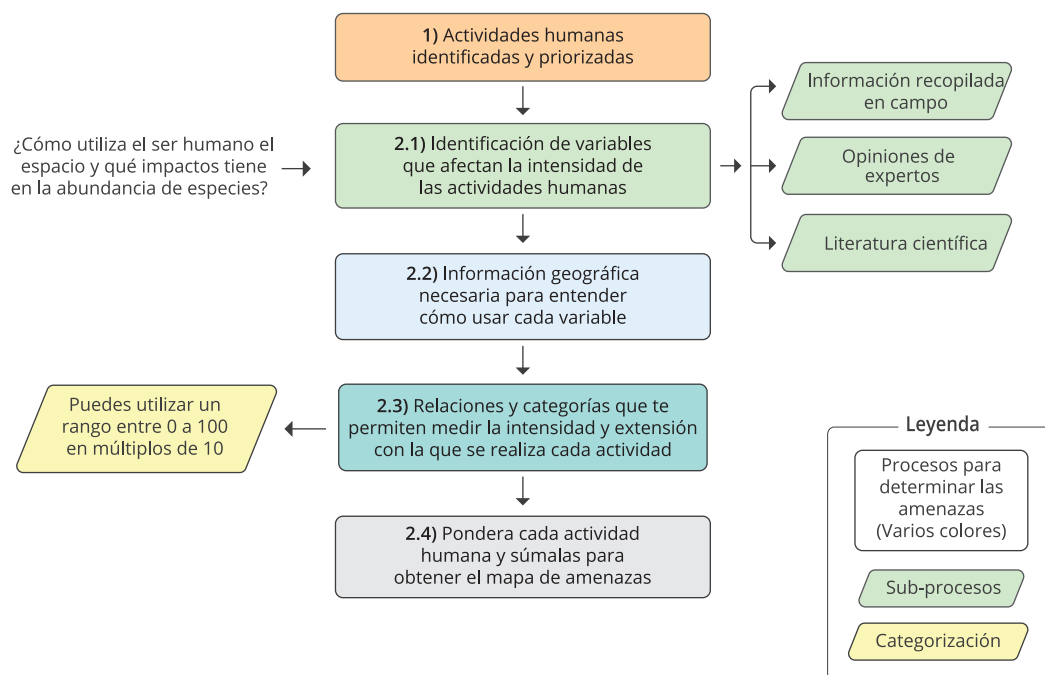 1) Actividades humanas
identificadas y priorizadas
¿Cómo utiliza el ser humano el
espacio y qué impactos tiene
en la abundancia de especies?
2.1) Identificación de variables
que afectan la intensidad de
las actividades humanas
Información recopilada
en campo
Opiniones de
expertos
Literatura científica
2.2) Información geográfica
necesaria para entender
cómo usar cada variable
2.3) Relaciones y categorías que te
permiten medir la intensidad y extensión
con la que se realiza cada actividad
Puedes utilizar un
rango entre 0 a 100
en múltiplos de 10
2.4) Pondera cada actividad
humana y súmalas para
obtener el mapa de amenazas
Leyenda
Procesos para
determinar las
amenazas
(Varios colores)
Sub-procesos
Categorización